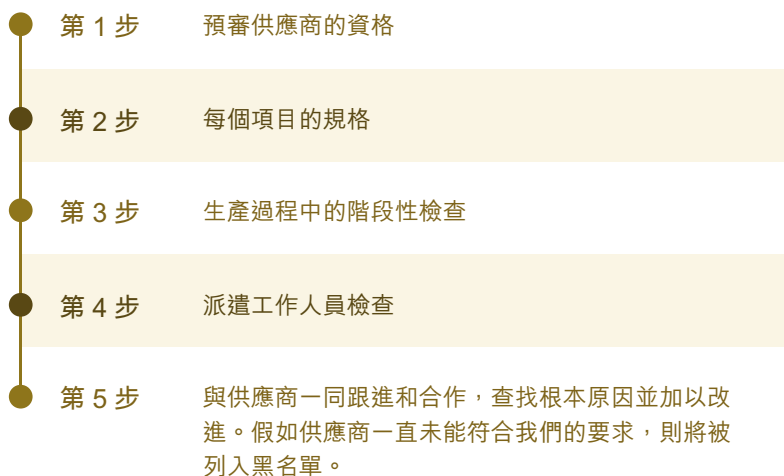 第 1 步 預審供應商的資格
第 2 步 每個項目的規格
第 3 步 生產過程中的階段性檢查
第 4 步 派遣工作人員檢查
第 5 步 與供應商一同跟進和合作，查找根本原因並加以改
進。假如供應商一直未能符合我們的要求，則將被
列入黑名單。